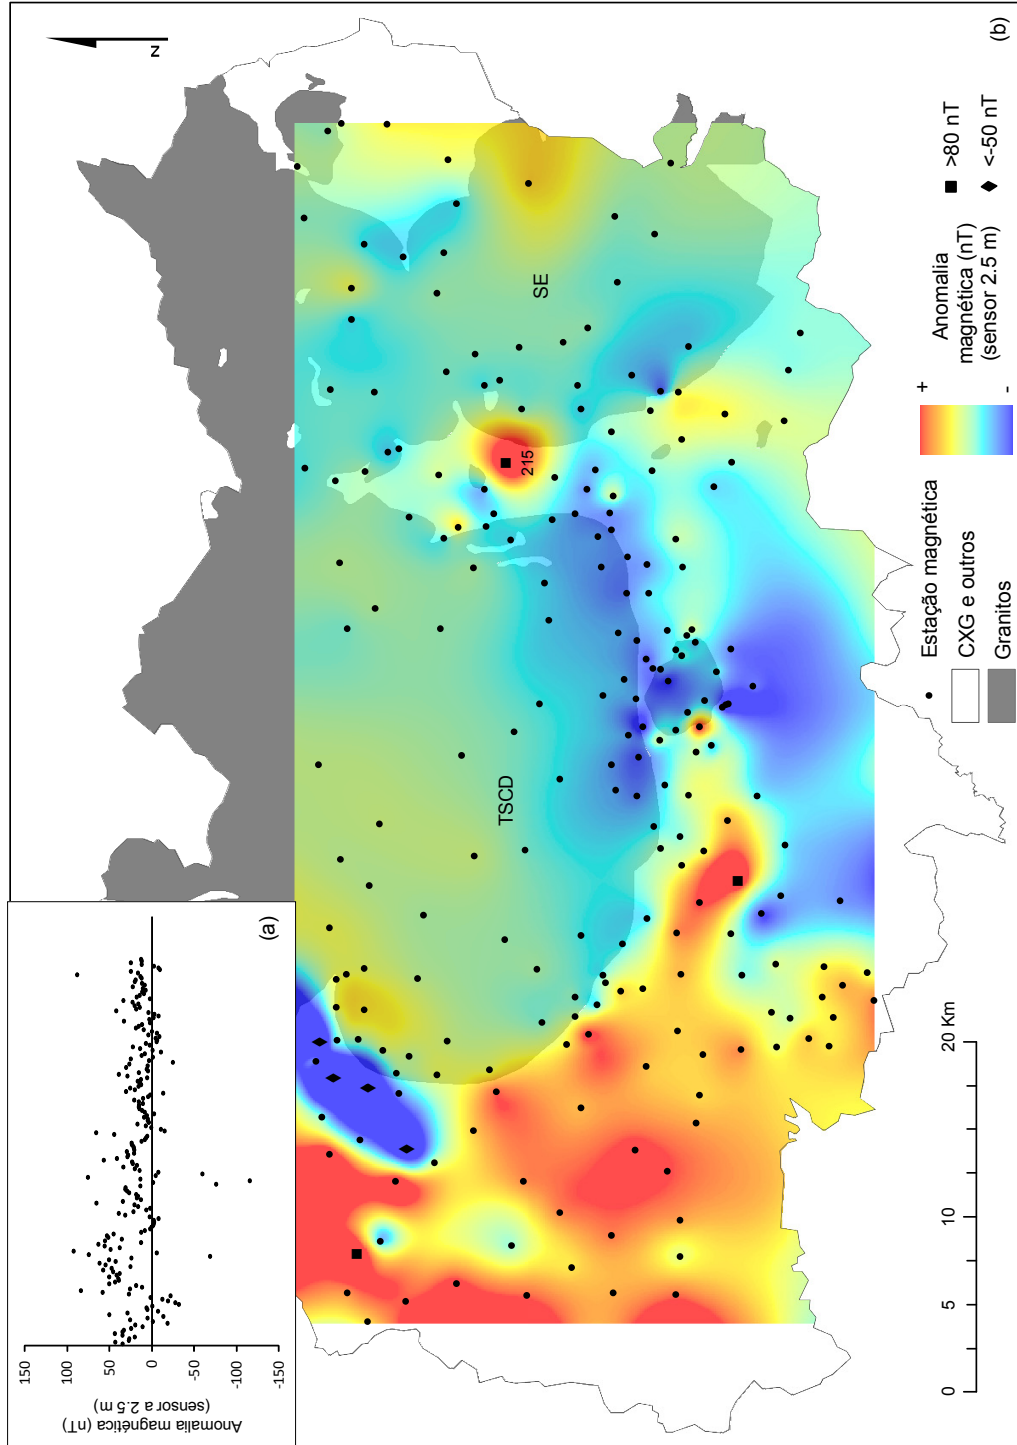 150
100
50
0
-50
-100
-150
Anomalia magnética (nT)
(sensor a 2.5 m)
(a)
N
(b)
TSCD
SE
215
0
5
10
20 Km
Estação magnética
CXG e outros
Granitos
+
-
Anomalia
magnética (nT)
(sensor 2.5 m)
>80 nT
<-50 nT